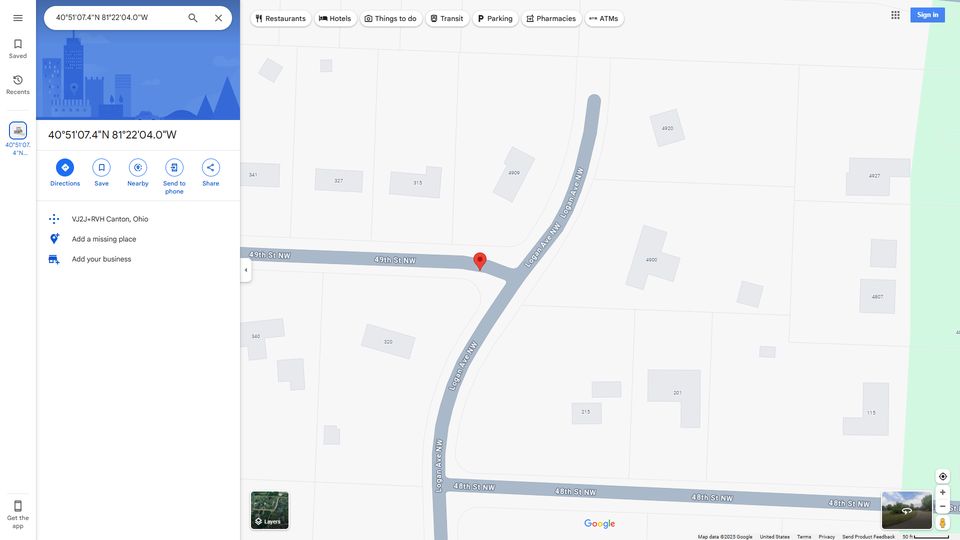 40°51'07.4"N 81°22'04.0"W
Restaurants
Hotels
Things to do
Transit
Parking
Pharmacies
ATMs
Sign in
Saved
Recents
40°51'07.
4"N...
40°51'07.4"N 81°22'04.0"W
Directions
Save
Nearby
Send to
phone
Share
VJ2J+RVH Canton, Ohio
Add a missing place
Add your business
Get the
app
341
327
313
4909
4920
4927
Logan Ave NW
Logan Ave NW
49th St NW
49th St NW
4900
4807
340
320
Logan Ave NW
201
215
115
Logan Ave NW
48th St NW
48th St NW
48th St NW
48th St NW
Layers
Google
Map data ©2025 Google
United States
Terms
Privacy
Send Product Feedback
50 ft